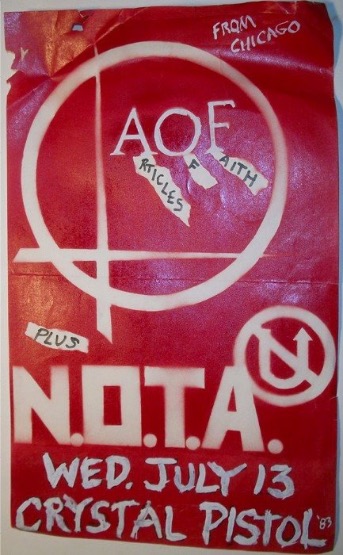 FROM
CHICAGO
AOF
RTICLES F AITH
PLUS
N.O.T.A.
WED. JULY 13
CRYSTAL PISTOL '83